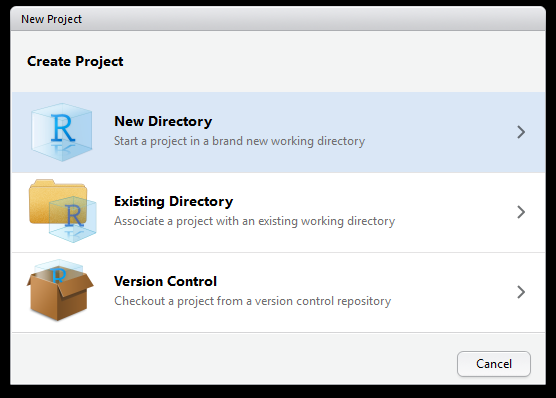 New Project
Create Project
R
New Directory
Start a project in a brand new working directory
R
Existing Directory
Associate a project with an existing working directory
R
Version Control
Checkout a project from a version control repository
Cancel